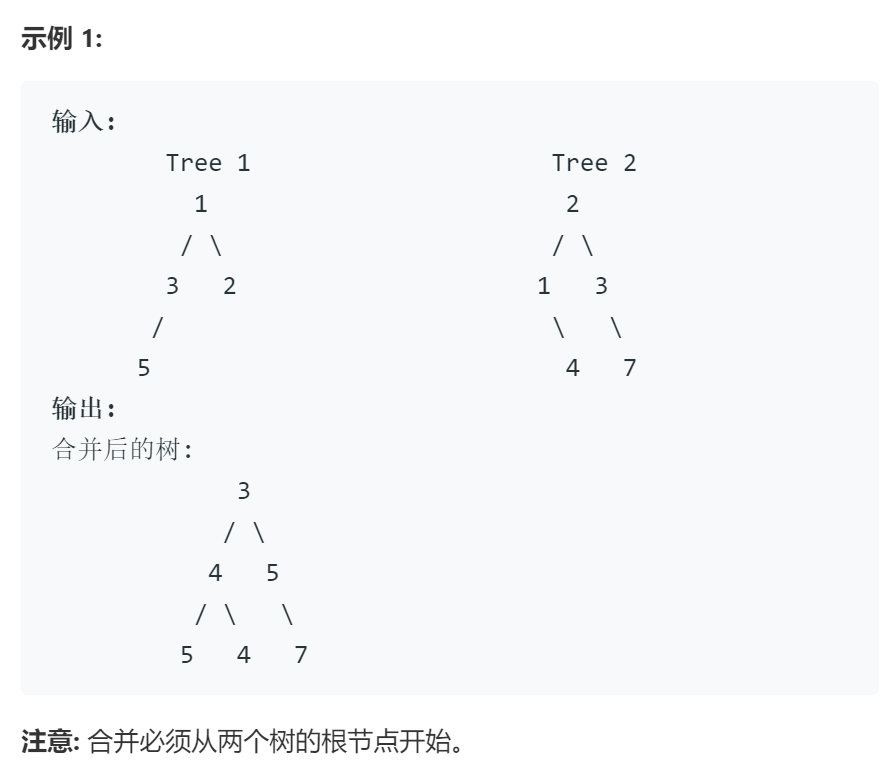 示例 1:
输入:
Tree 1 Tree 2
1 2
/ \ / \
3 2 1 3
/ \ \
5 4 7
输出:
合并后的树:
3
/ \
4 5
/ \ \
5 4 7
注意: 合并必须从两个树的根节点开始。